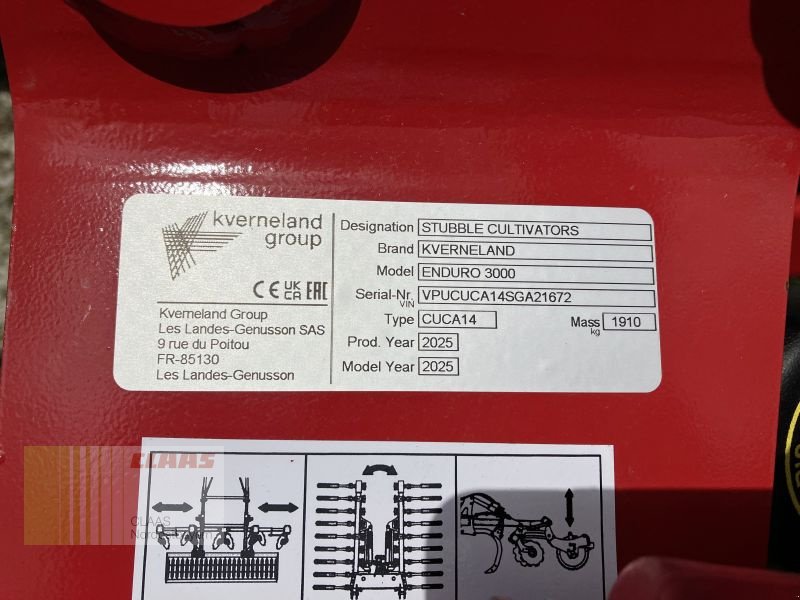 kverneland
group
CE UKCA EAC
Kverneland Group
Les Landes-Genusson SAS
9 rue du Poitou
FR-85130
Les Landes-Genusson
Designation STUBBLE CULTIVATORS
Brand KVERNELAND
Model ENDURO 3000
Serial-Nr. VIN VPUCUCA14SGA21672
Type CUCA14 Mass kg 1910
Prod. Year 2025
Model Year 2025
CLAAS
CLAAS